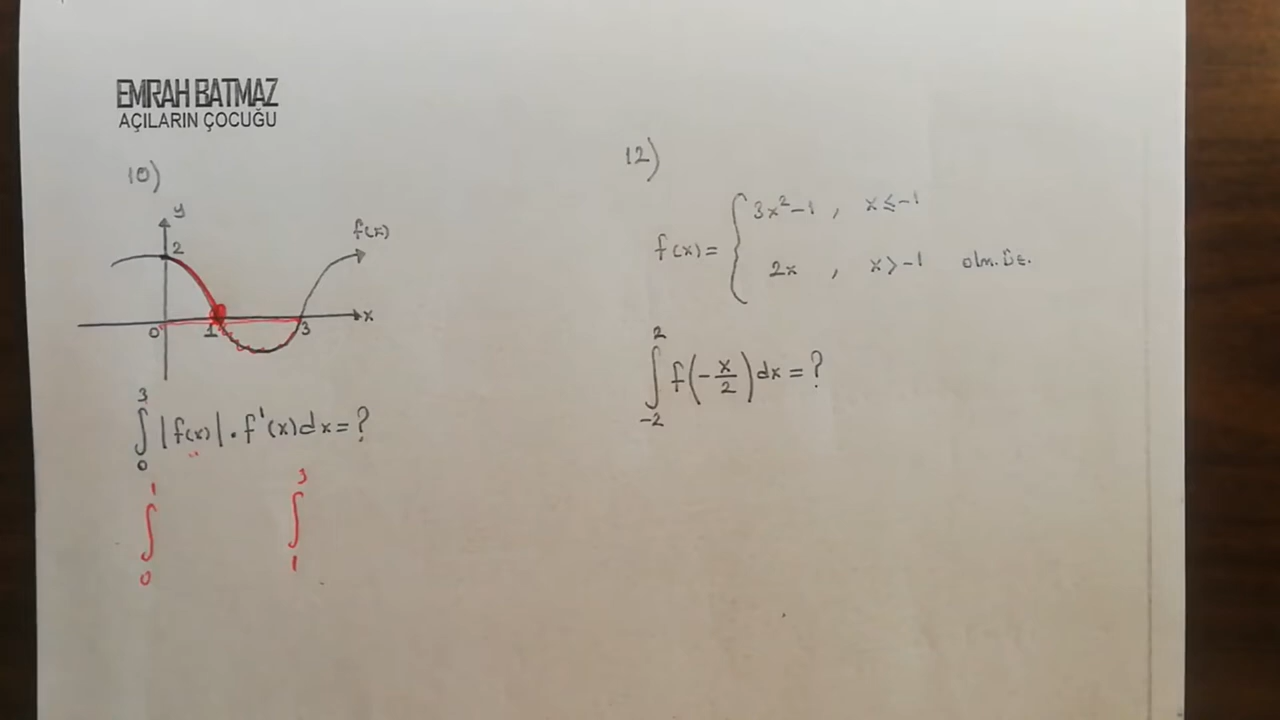 EMRAH BATMAZ
AÇILARIN ÇOCUĞU
10)
y
2
f(x)
0 1 3 x
3
∫ |f(x)| . f'(x) dx = ?
0
1 3
∫ ∫
0 1
12)
3x²-1 , x≤-1
f(x)=
2x , x>-1 olm. üz.
2
∫ f(-x/2) dx = ?
-2